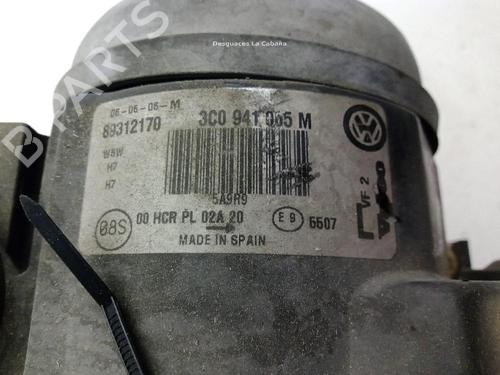 Desguaces La Cabaña
B PARTS
06-06-06-M
89312170
3C0 941 005 M
W5W
H7
H7
5A9R9
VF 2
08S
00 HCR PL 02A 20
E 9
5507
MADE IN SPAIN